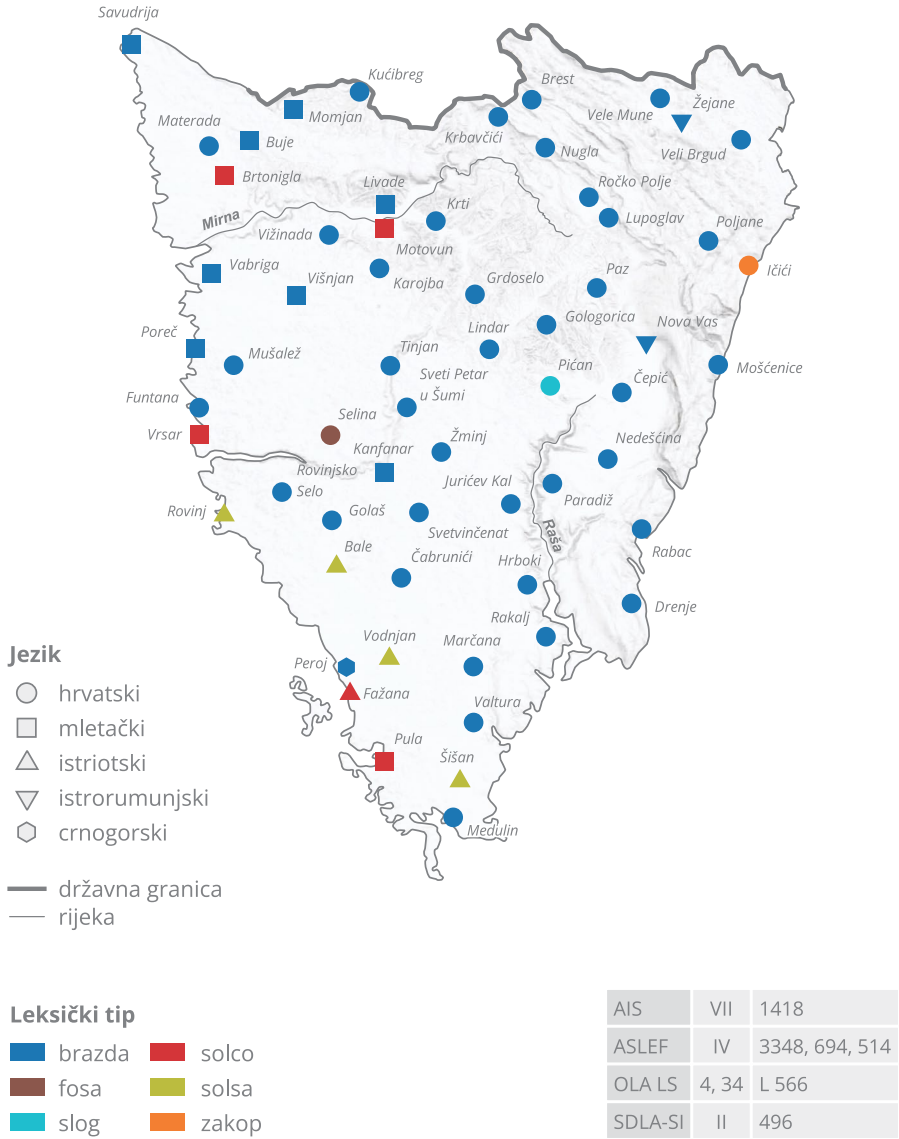 Savudrija
Kućibreg
Brest
Vele Mune
Žejane
Momjan
Materada
Krbavčići
Buje
Nugla
Veli Brgud
Brtonigla
Livade
Ročko Polje
Krti
Lupoglav
Mirna
Poljane
Vižinada
Motovun
Vabriga
Višnjan
Karojba
Grdoselo
Paz
Ičići
Gologorica
Nova Vas
Poreč
Lindar
Mušalež
Tinjan
Pićan
Mošćenice
Sveti Petar
u Šumi
Čepić
Funtana
Selina
Vrsar
Žminj
Nedešćina
Kanfanar
Rovinjsko
Selo
Jurićev Kal
Paradiž
Rovinj
Golaš
Svetvinčenat
Raša
Rabac
Bale
Čabrunići
Hrboki
Drenje
Rakalj
Vodnjan
Marčana
Peroj
Fažana
Valtura
Pula
Šišan
Medulin
Jezik
hrvatski
mletački
istriotski
istrorumunjski
crnogorski
državna granica
rijeka
Leksički tip
brazda solco
fosa solsa
slog zakop
AIS VII 1418
ASLEF IV 3348, 694, 514
OLA LS 4, 34 L 566
SDLA-SI II 496